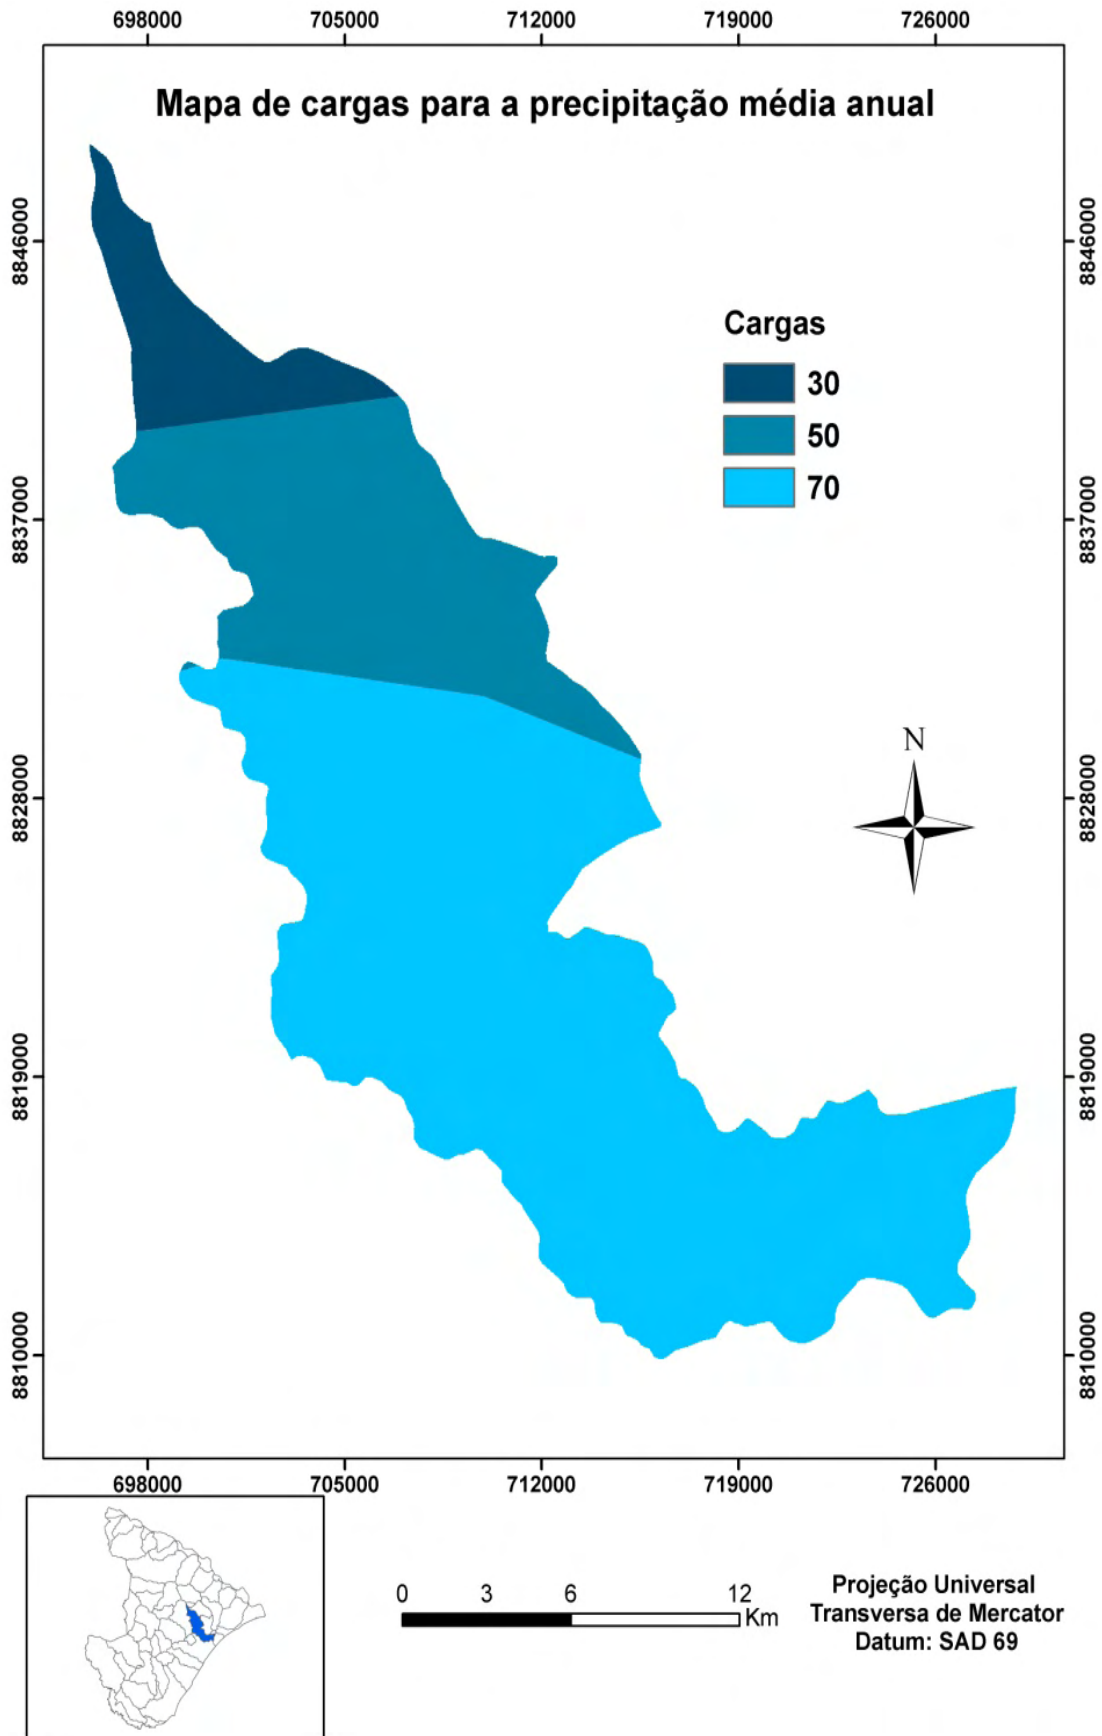 698000 705000 712000 719000 726000
Mapa de cargas para a precipitação média anual
8846000 8846000
Cargas
30
50
70
8837000 8837000
N
8828000 8828000
8819000 8819000
8810000 8810000
698000 705000 712000 719000 726000
0 3 6 12
Km
Projeção Universal
Transversa de Mercator
Datum: SAD 69